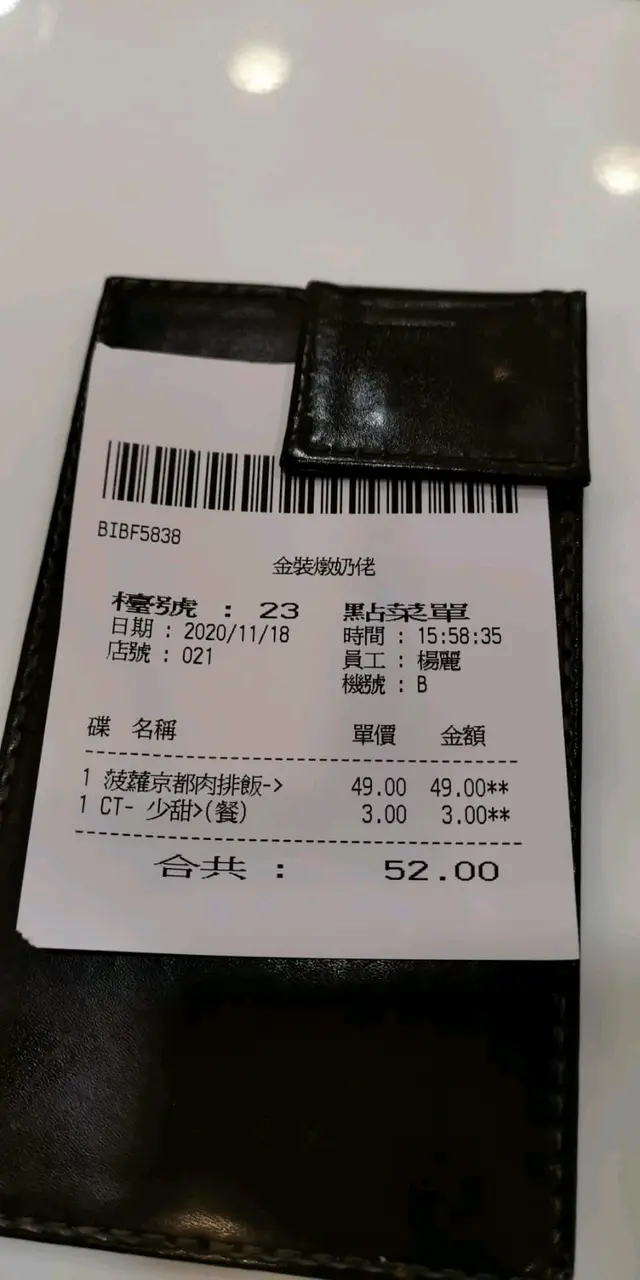 BIBF5838
金裝燉奶佬
檯號 : 23 點菜單
日期 : 2020/11/18 時間 : 15:58:35
店號 : 021 員工 : 楊麗
機號 : B
碟 名稱 單價 金額
1 菠蘿京都肉排飯-> 49.00 49.00**
1 CT- 少甜>(餐) 3.00 3.00**
合共 : 52.00